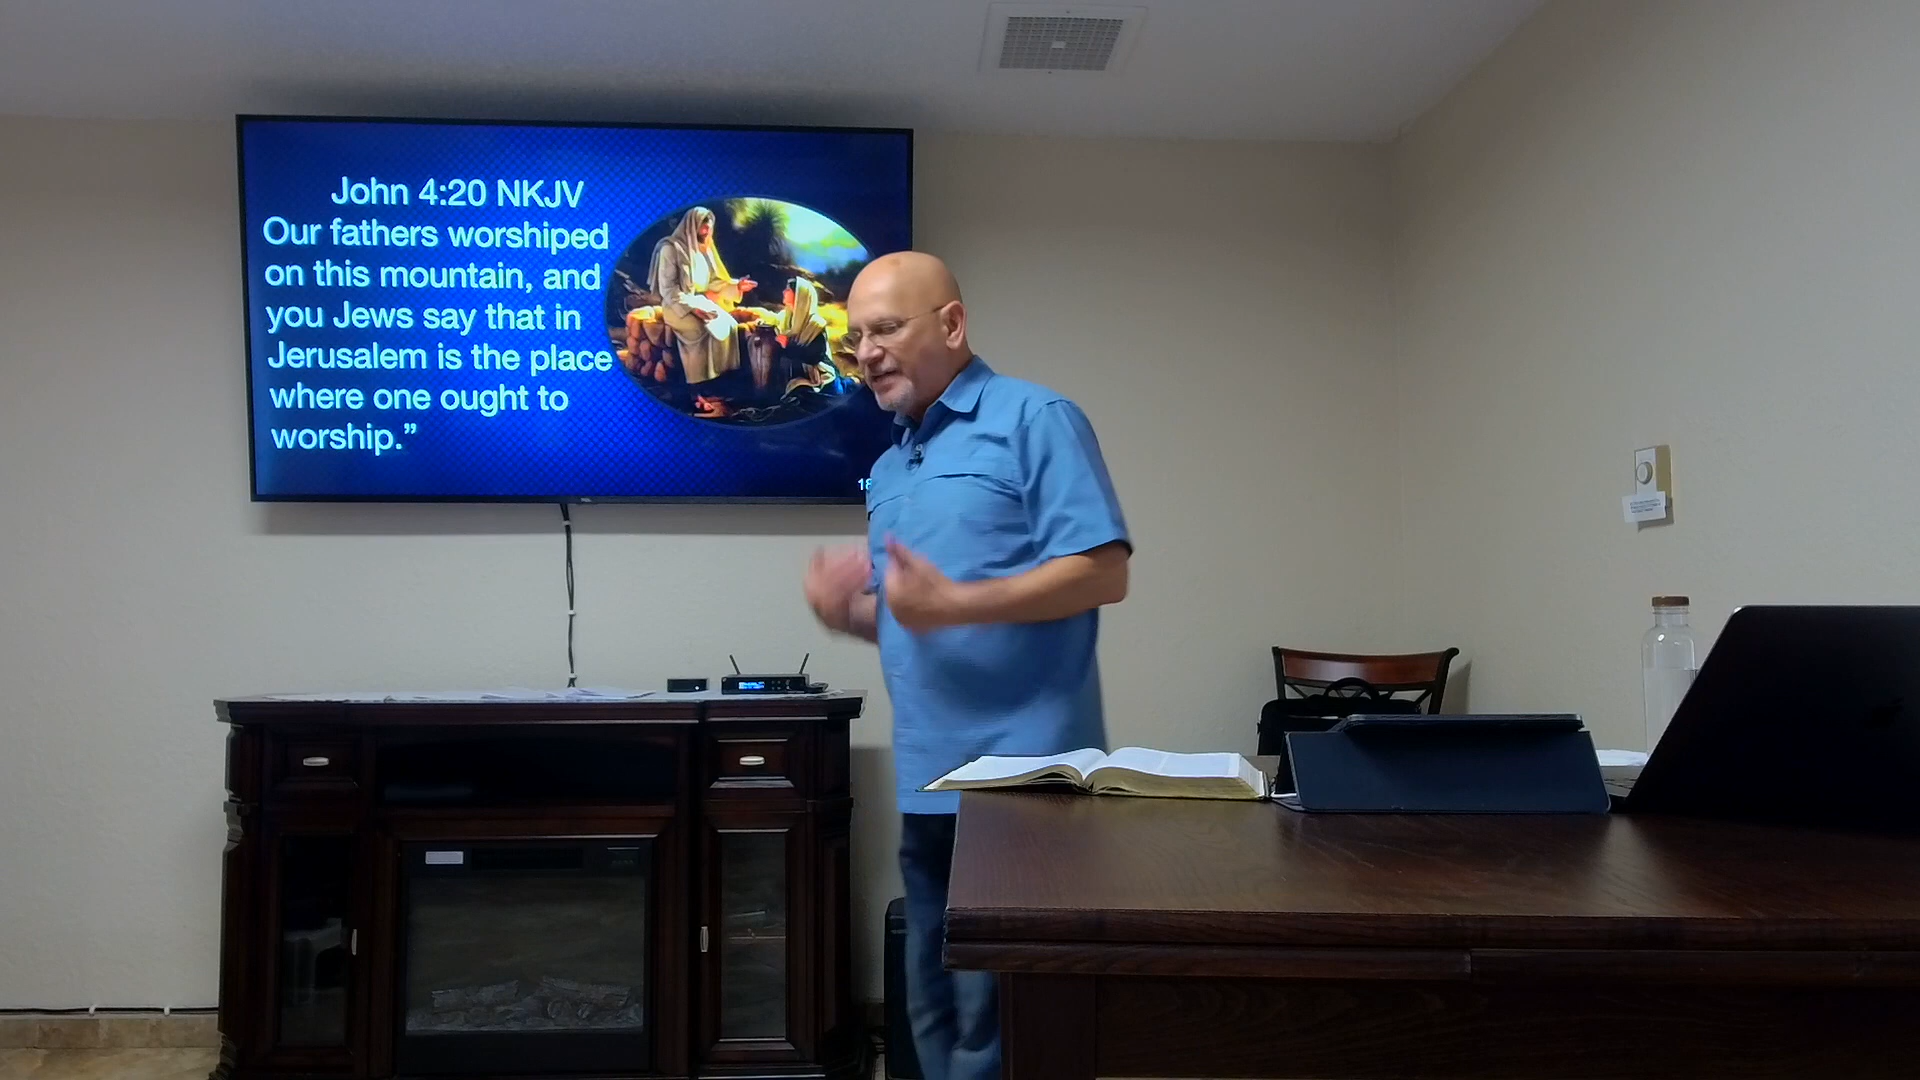 John 4:20 NKJV
Our fathers worshiped
on this mountain, and
you Jews say that in
Jerusalem is the place
where one ought to
worship.”
18